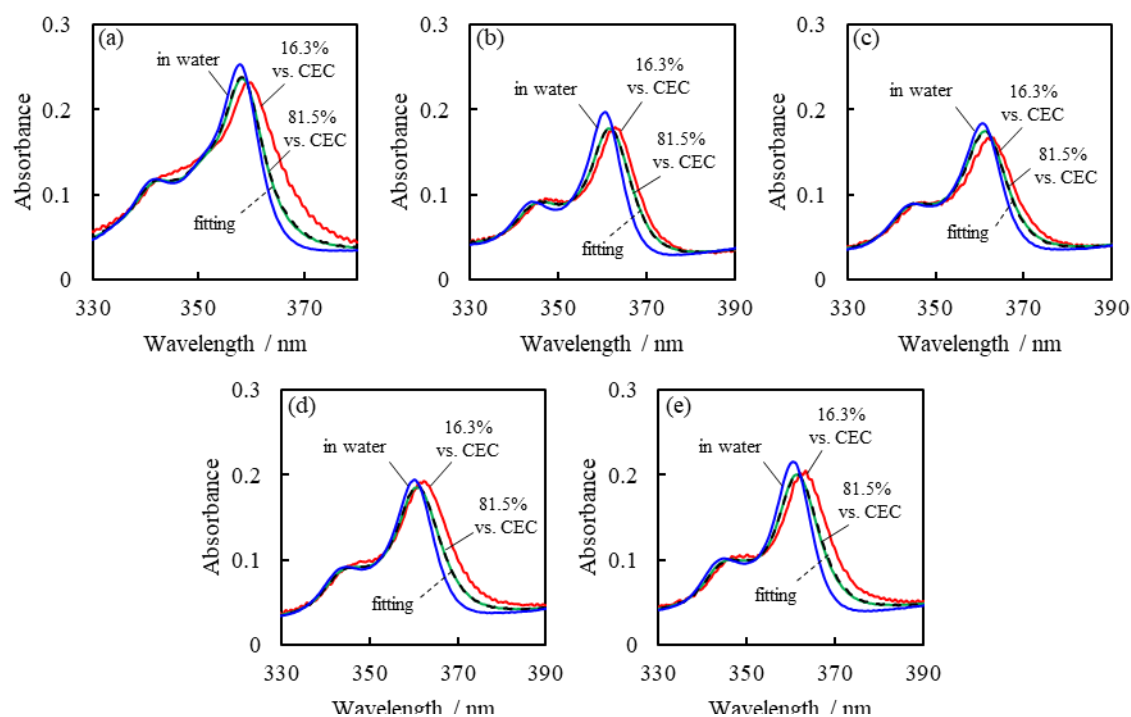 0.3
(a)
in water
16.3%
vs. CEC
0.2
81.5%
vs. CEC
0.1
fitting
0
330
350
370
Absorbance
Wavelength / nm
0.3
(b)
16.3%
vs. CEC
in water
0.2
81.5%
vs. CEC
0.1
fitting
0
330
350
370
390
Absorbance
Wavelength / nm
0.3
(c)
in water
16.3%
vs. CEC
0.2
81.5%
vs. CEC
0.1
fitting
0
330
350
370
390
Absorbance
Wavelength / nm
0.3
(d)
16.3%
vs. CEC
in water
0.2
81.5%
vs. CEC
0.1
fitting
0
330
350
370
390
Absorbance
Wavelength / nm
0.3
(e)
16.3%
vs. CEC
in water
0.2
81.5%
vs. CEC
0.1
fitting
0
330
350
370
390
Absorbance
Wavelength / nm